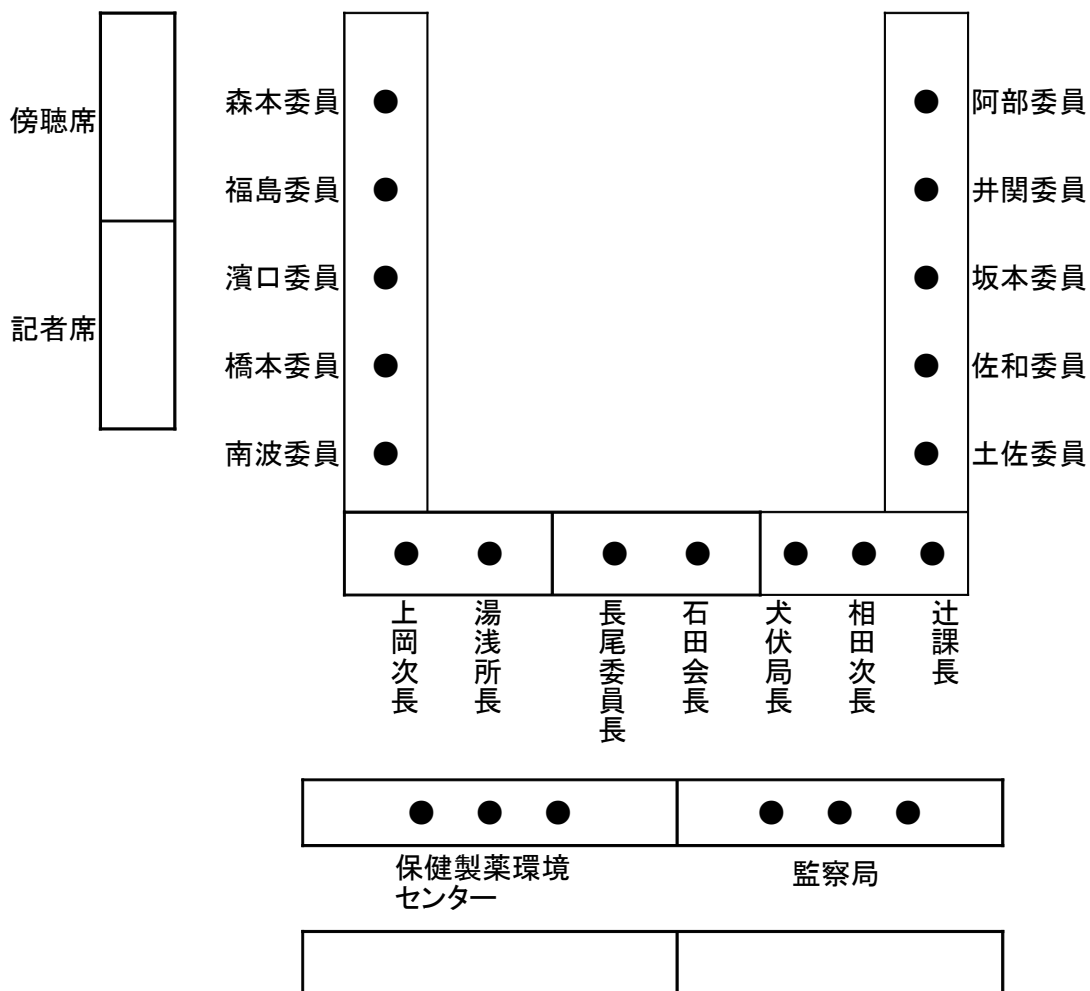 傍聴席
記者席
森本委員
福島委員
濱口委員
橋本委員
南波委員
阿部委員
井関委員
坂本委員
佐和委員
土佐委員
上岡次長
湯浅所長
長尾委員長
石田会長
犬伏局長
相田次長
辻課長
保健製薬環境
センター
監察局